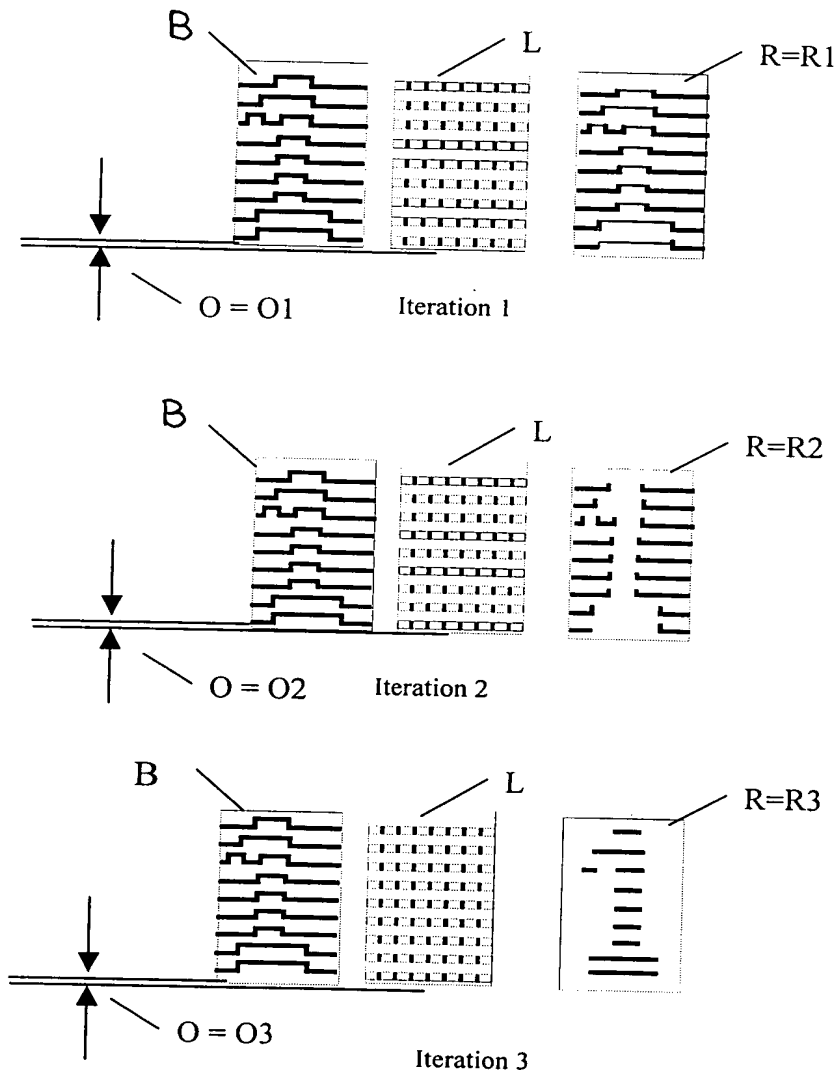 B
L
R=R1
O = O1
Iteration 1
B
L
R=R2
O = O2
Iteration 2
B
L
R=R3
O = O3
Iteration 3